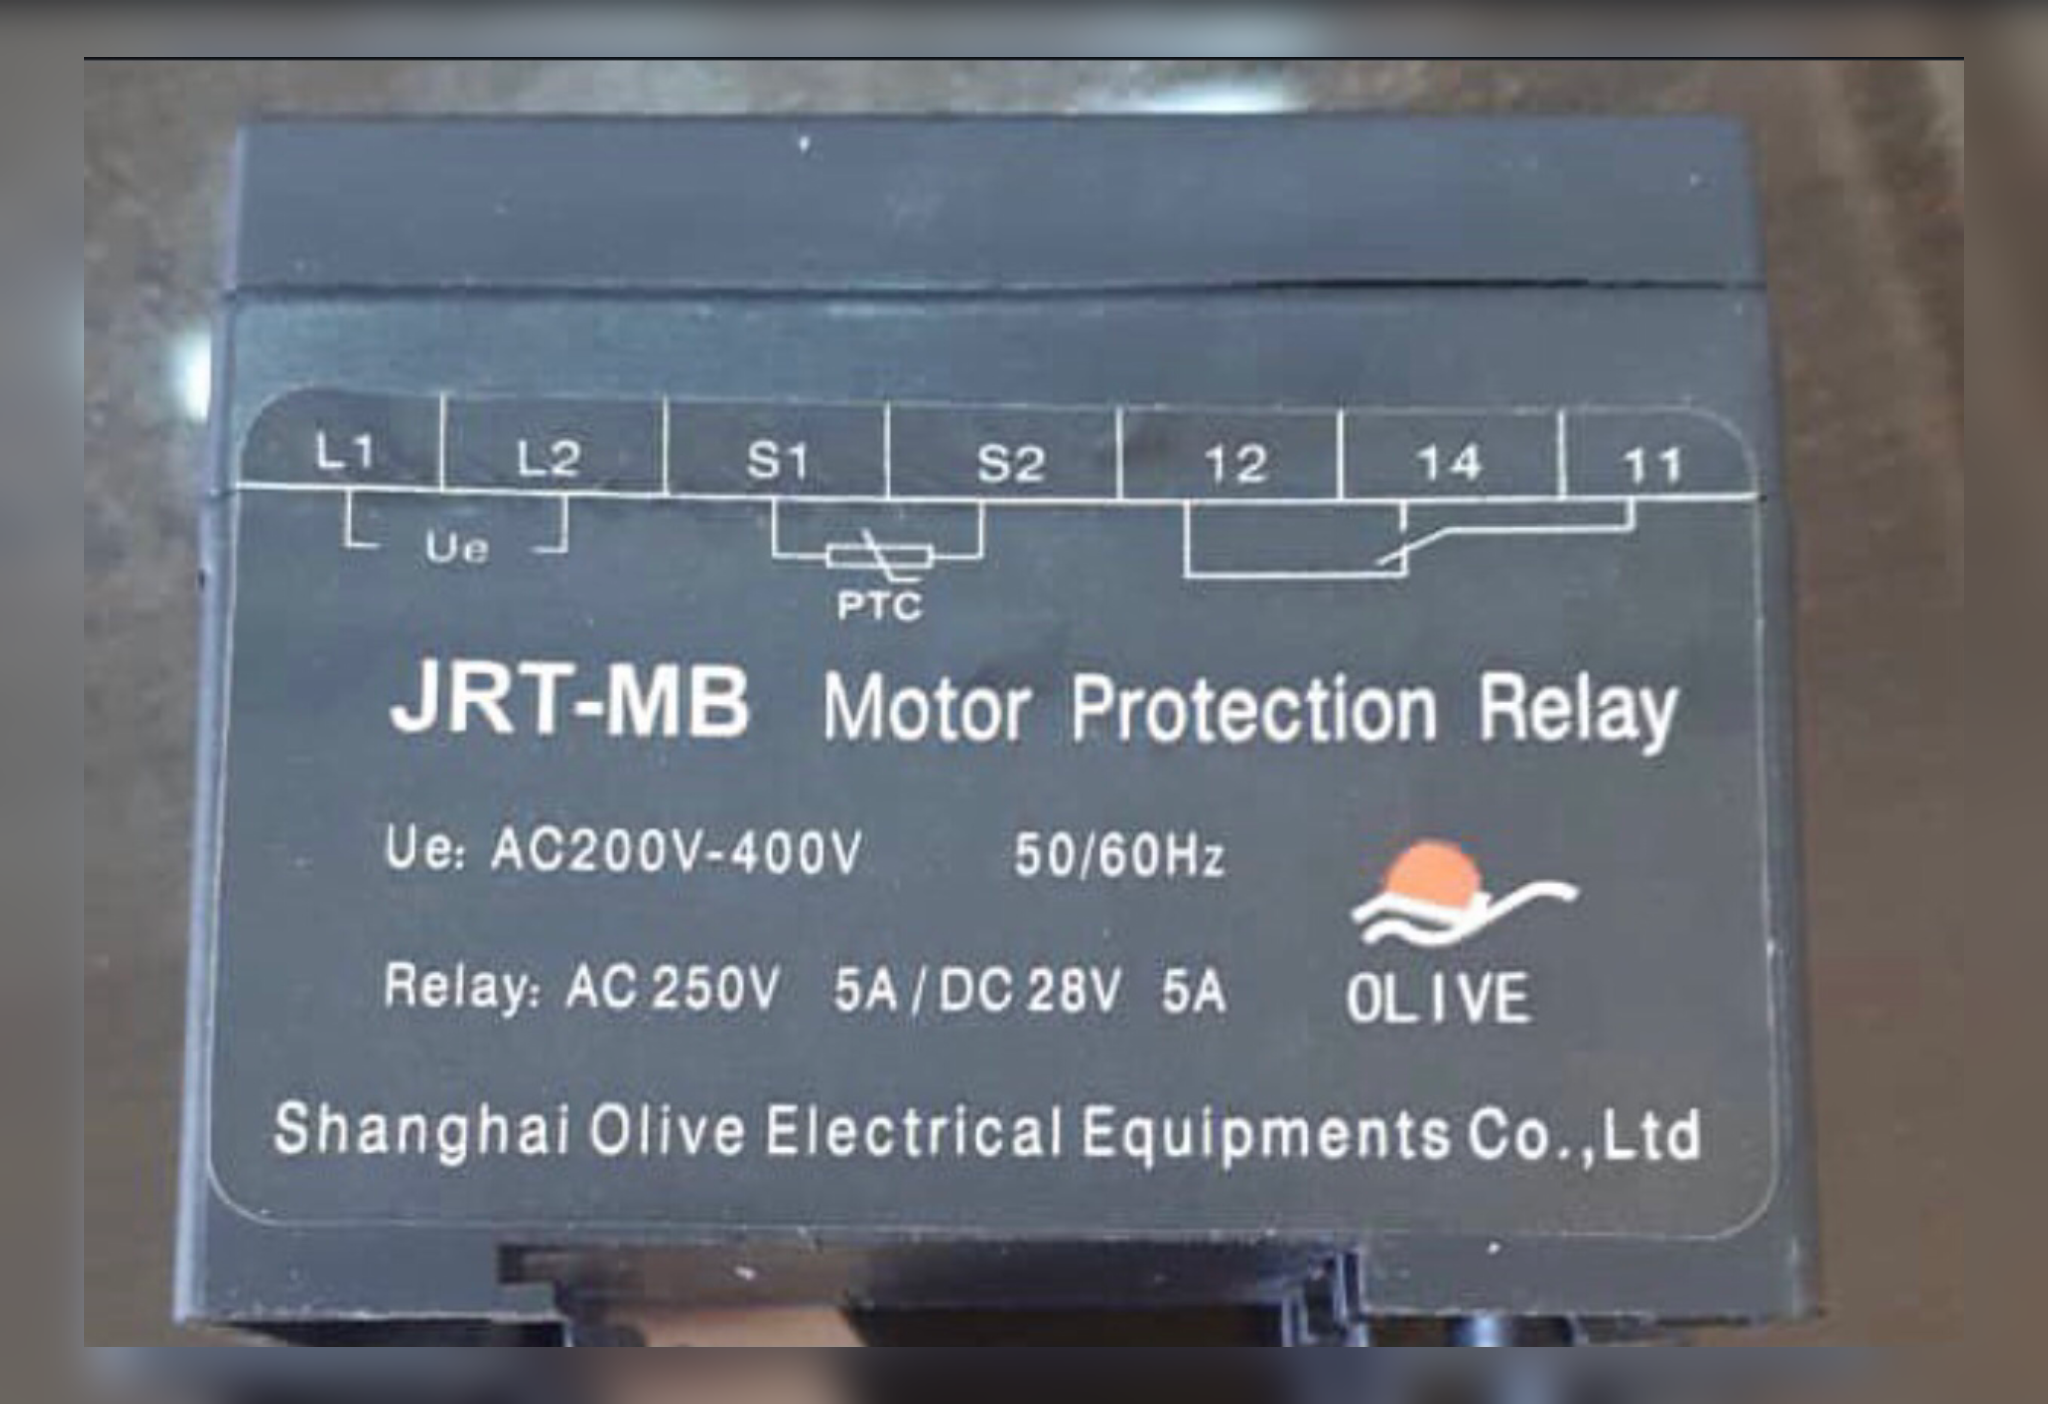 L1 L2 S1 S2 12 14 11
Ue
PTC
JRT-MB Motor Protection Relay
Ue: AC200V-400V 50/60Hz
Relay: AC 250V 5A / DC 28V 5A
OLIVE
Shanghai Olive Electrical Equipments Co.,Ltd